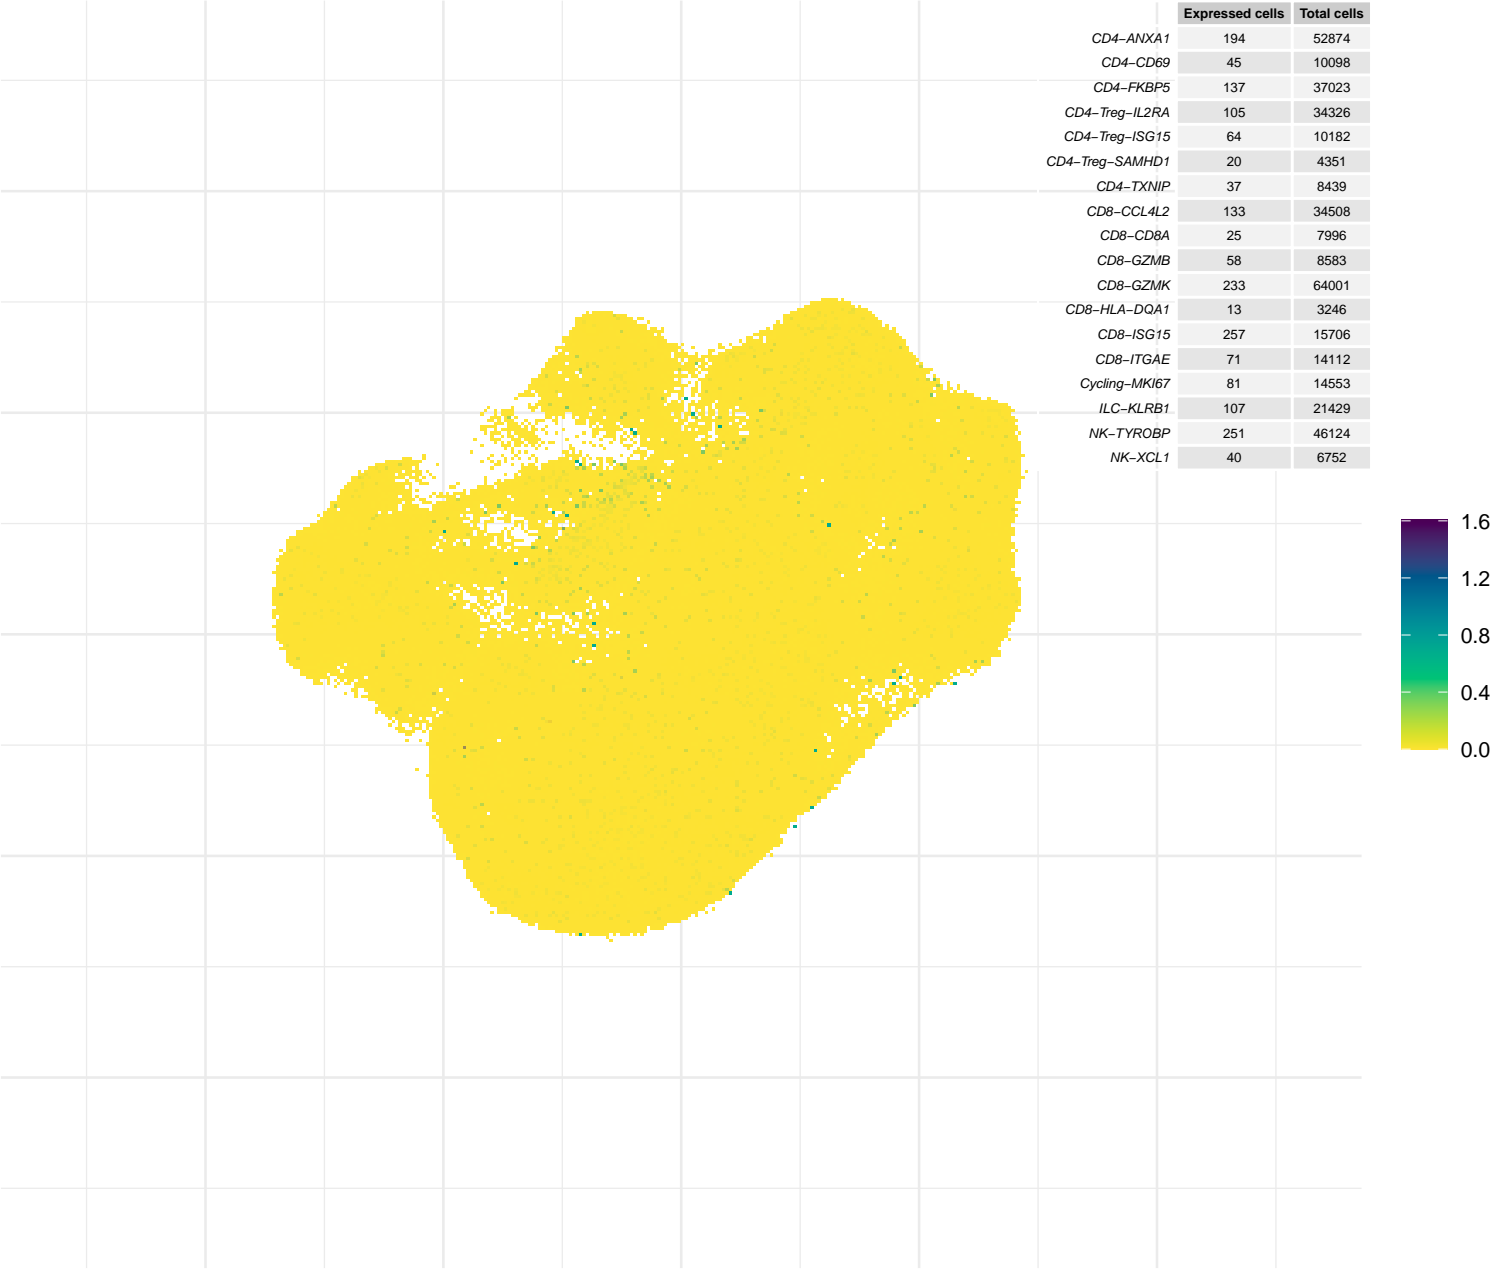 Expressed cells Total cells
CD4−ANXA1 194 52874
CD4−CD69 45 10098
CD4−FKBP5 137 37023
CD4−Treg−IL2RA 105 34326
CD4−Treg−ISG15 64 10182
CD4−Treg−SAMHD1 20 4351
CD4−TXNIP 37 8439
CD8−CCL4L2 133 34508
CD8−CD8A 25 7996
CD8−GZMB 58 8583
CD8−GZMK 233 64001
CD8−HLA−DQA1 13 3246
CD8−ISG15 257 15706
CD8−ITGAE 71 14112
Cycling−MKI67 81 14553
ILC−KLRB1 107 21429
NK−TYROBP 251 46124
NK−XCL1 40 6752
1.6
1.2
0.8
0.4
0.0